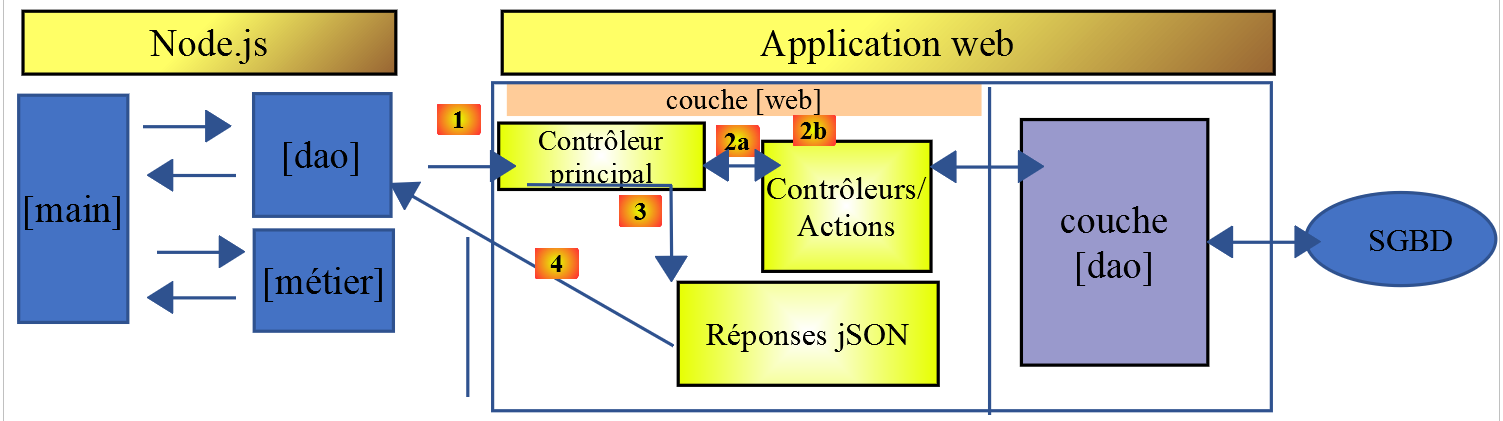 Node.js
Application web
couche [web]
[main]
[dao]
[métier]
1
Contrôleur
principal
2a
2b
Contrôleurs/
Actions
3
4
Réponses jSON
couche
[dao]
SGBD